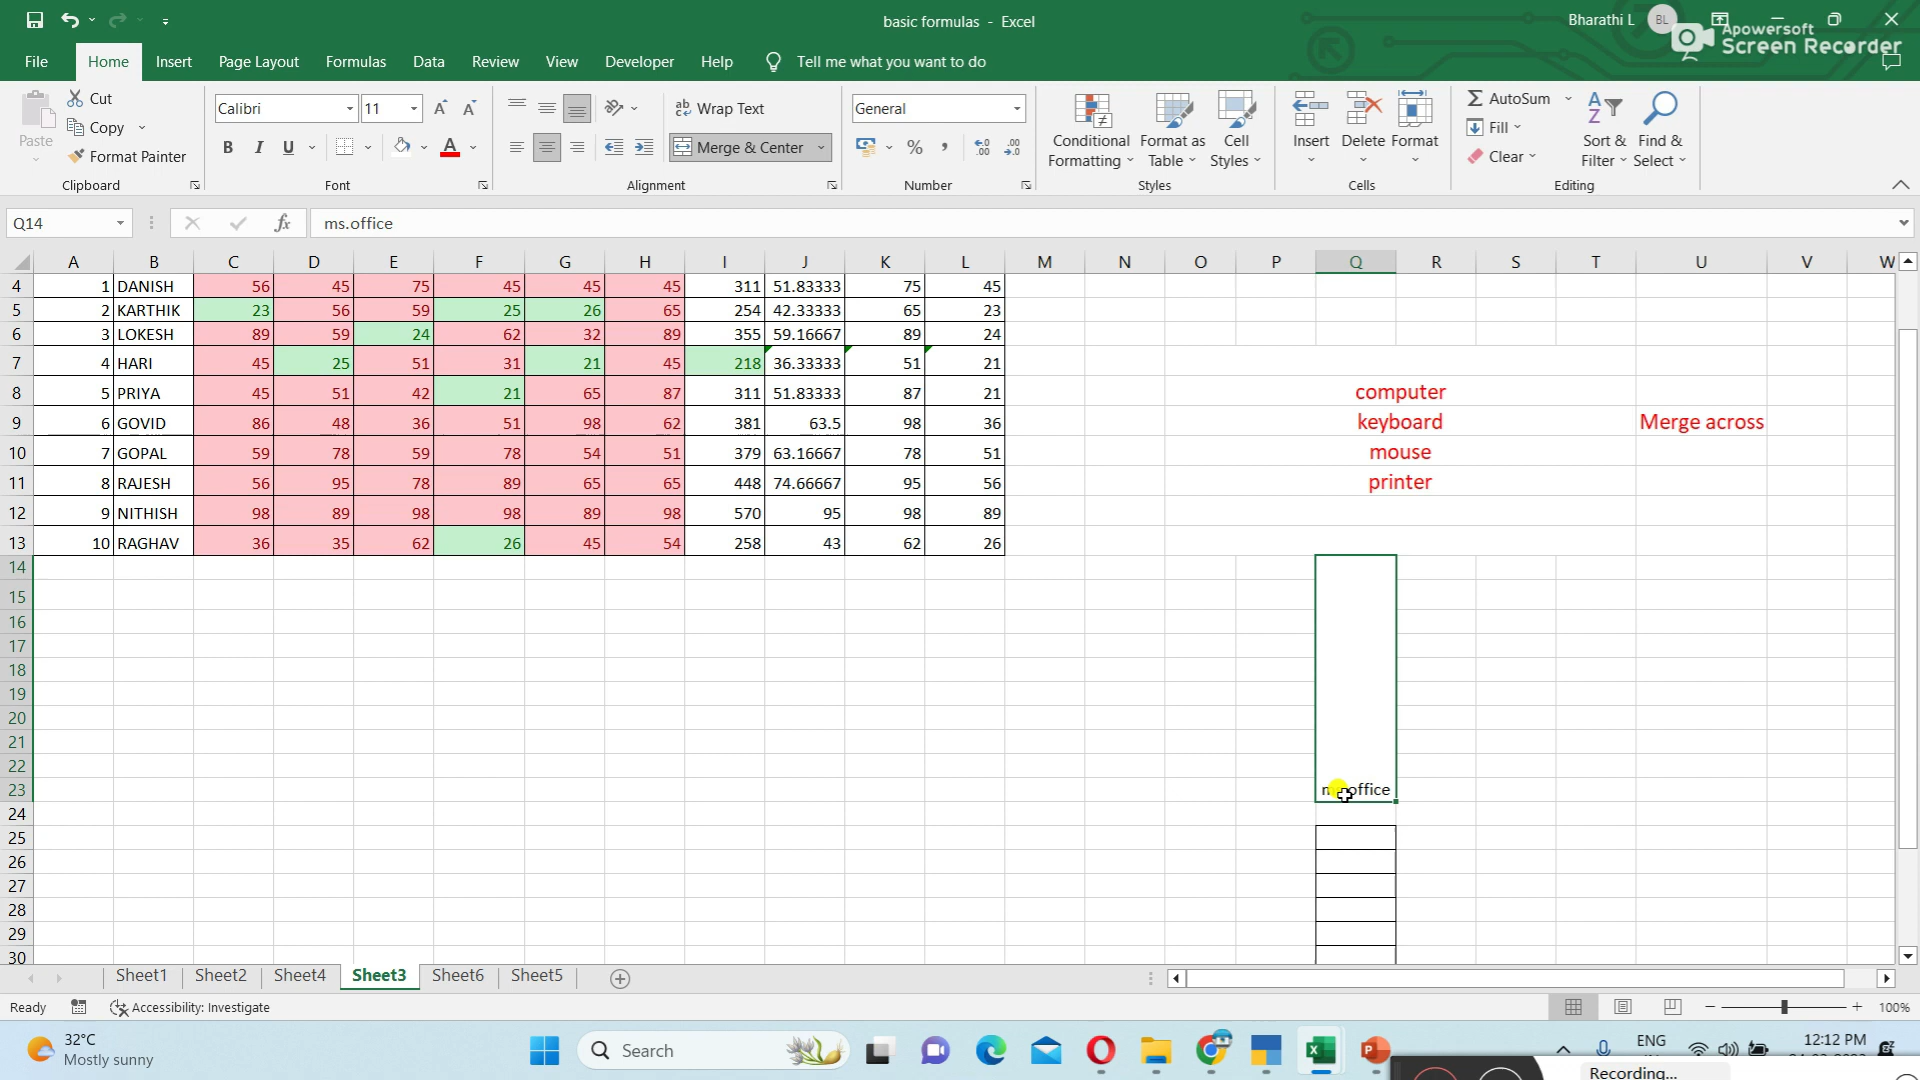 basic formulas - Excel
Bharathi L
BL
Apowersoft
Screen Recorder
File Home Insert Page Layout Formulas Data Review View Developer Help Tell me what you want to do
Paste
Cut
Copy
Format Painter
Clipboard
Calibri 11
B I U
Font
Wrap Text
Merge & Center
Alignment
General
Number
Conditional Formatting
Format as Table
Cell Styles
Styles
Insert
Delete
Format
Cells
AutoSum
Fill
Clear
Sort & Filter
Find & Select
Editing
Q14 fx ms.office
A B C D E F G H I J K L M N O P Q R S T U V W
4 1 DANISH 56 45 75 45 45 45 311 51.83333 75 45
5 2 KARTHIK 23 56 59 25 26 65 254 42.33333 65 23
6 3 LOKESH 89 59 24 62 32 89 355 59.16667 89 24
7 4 HARI 45 25 51 31 21 45 218 36.33333 51 21
8 5 PRIYA 45 51 42 21 65 87 311 51.83333 87 21 computer
9 6 GOVID 86 48 36 51 98 62 381 63.5 98 36 keyboard Merge across
10 7 GOPAL 59 78 59 78 54 51 379 63.16667 78 51 mouse
11 8 RAJESH 56 95 78 89 65 65 448 74.66667 95 56 printer
12 9 NITHISH 98 89 98 98 89 98 570 95 98 89
13 10 RAGHAV 36 35 62 26 45 54 258 43 62 26
14
15
16
17
18
19
20
21
22
23 ms.office
24
25
26
27
28
29
30
Sheet1 Sheet2 Sheet4 Sheet3 Sheet6 Sheet5
Ready Accessibility: Investigate 100%
32°C
Mostly sunny
Search
ENG
12:12 PM
Recording...